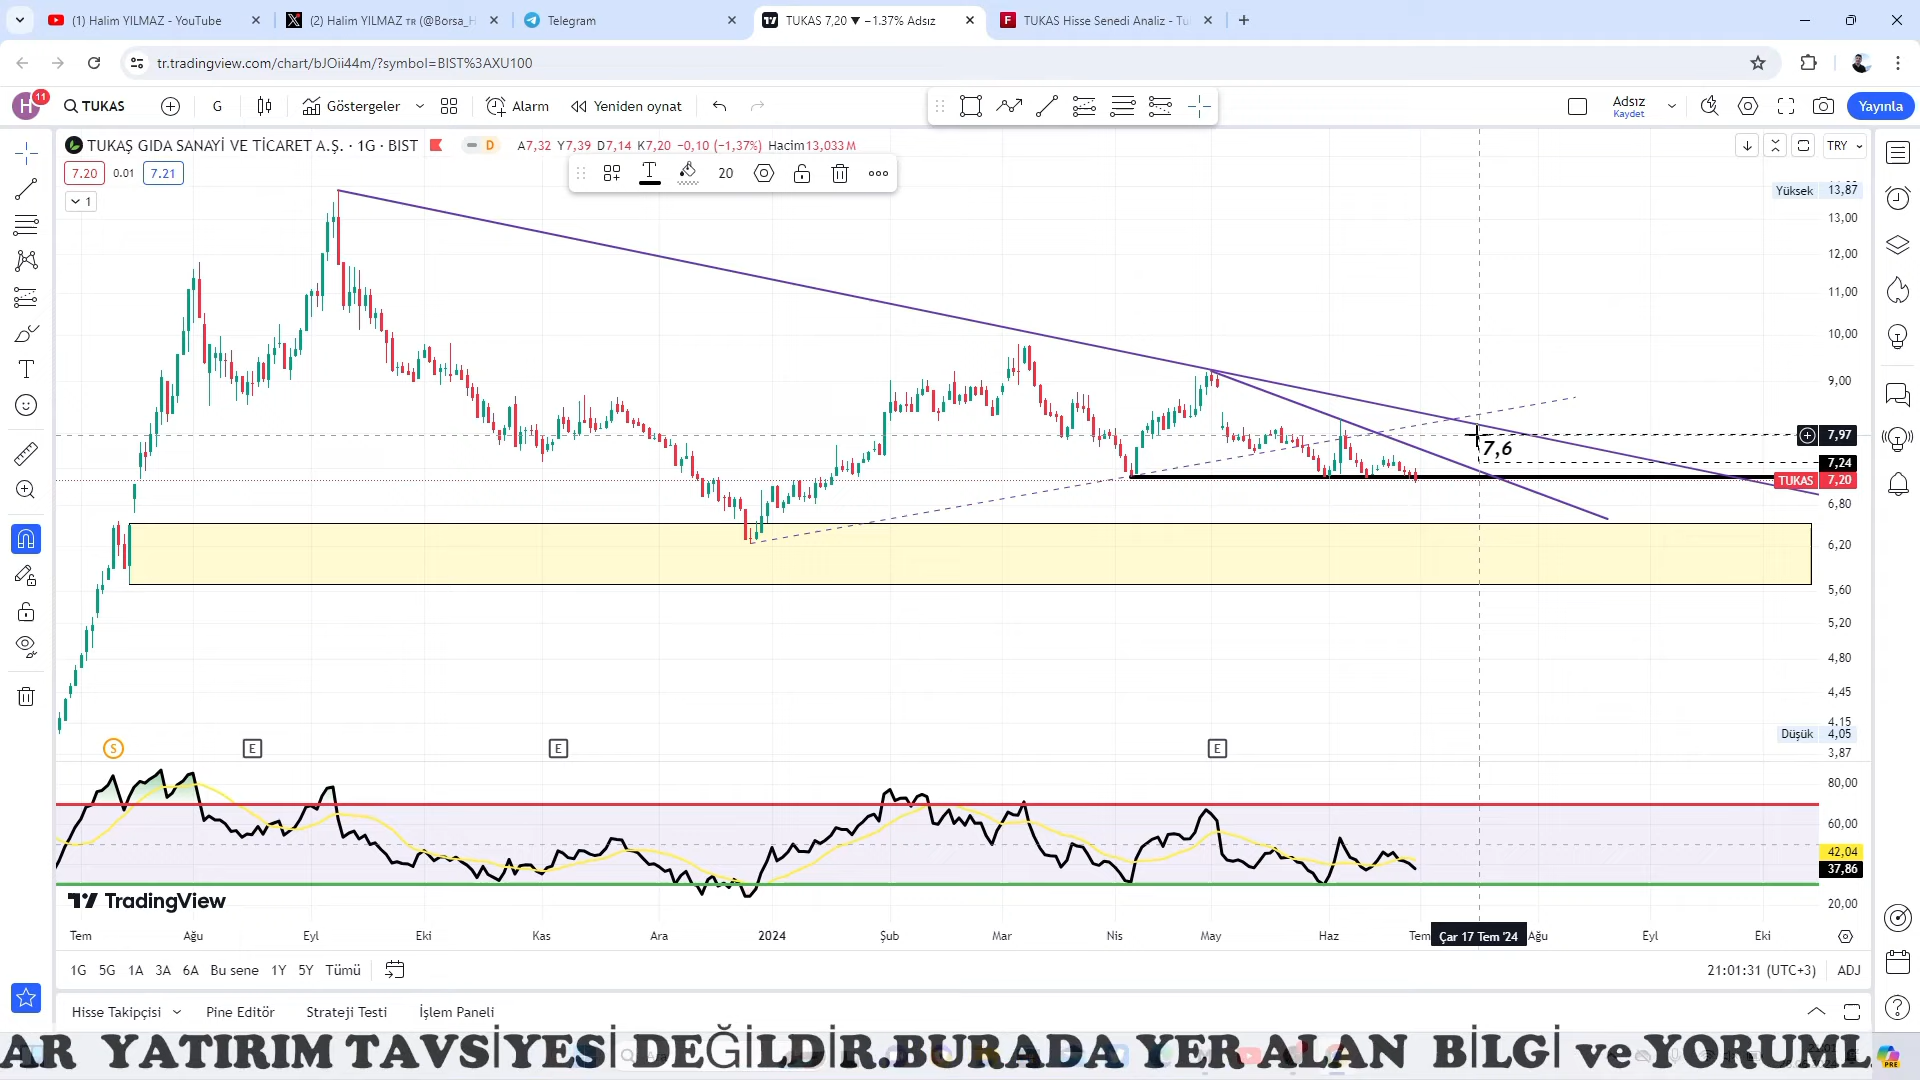 (1) Halim YILMAZ - YouTube
(2) Halim YILMAZ TR (@Borsa_H
Telegram
TUKAS 7,20 ▼ −1.37% Adsız
TUKAS Hisse Senedi Analiz - Tu
tr.tradingview.com/chart/bJOii44m/?symbol=BIST%3AXU100
H 11
TUKAS
G
Göstergeler
Alarm
Yeniden oynat
Adsız
Kaydet
Yayınla
TUKAŞ GIDA SANAYİ VE TİCARET A.Ş. · 1G · BIST
D
A7,32 Y7,39 D7,14 K7,20 −0,10 (−1,37%) Hacim13,033M
TRY
7.20 0.01 7.21
20
1
Yüksek 13,87
13,00
12,00
11,00
10,00
9,00
7,97
7,6
7,24
TUKAS 7,20
6,80
6,20
5,60
5,20
4,80
4,45
4,15
Düşük 4,05
3,87
S E E E
80,00
60,00
42,04
37,86
20,00
TradingView
Tem Ağu Eyl Eki Kas Ara 2024 Şub Mar Nis May Haz Tem Çar 17 Tem '24 Ağu Eyl Eki
1G 5G 1A 3A 6A Bu sene 1Y 5Y Tümü
21:01:31 (UTC+3) ADJ
Hisse Takipçisi Pine Editör Strateji Testi İşlem Paneli
AR YATIRIM TAVSİYESİ DEĞİLDİR.BURADA YER ALAN BİLGİ ve YORUML
PRE